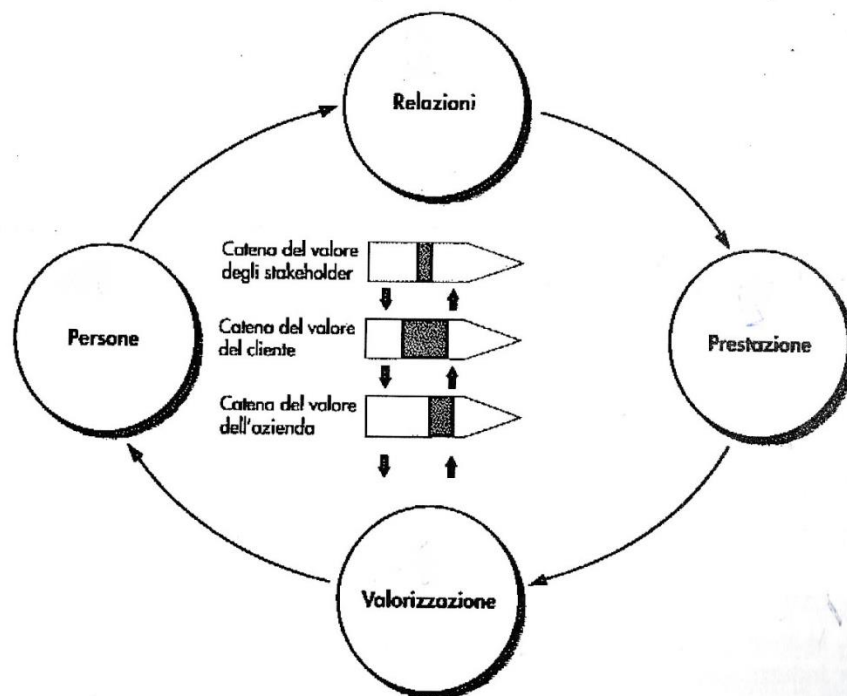 Relazioni
Catena del valore
degli stakeholder
Persone
Catena del valore
del cliente
Prestazione
Catena del valore
dell'azienda
Valorizzazione